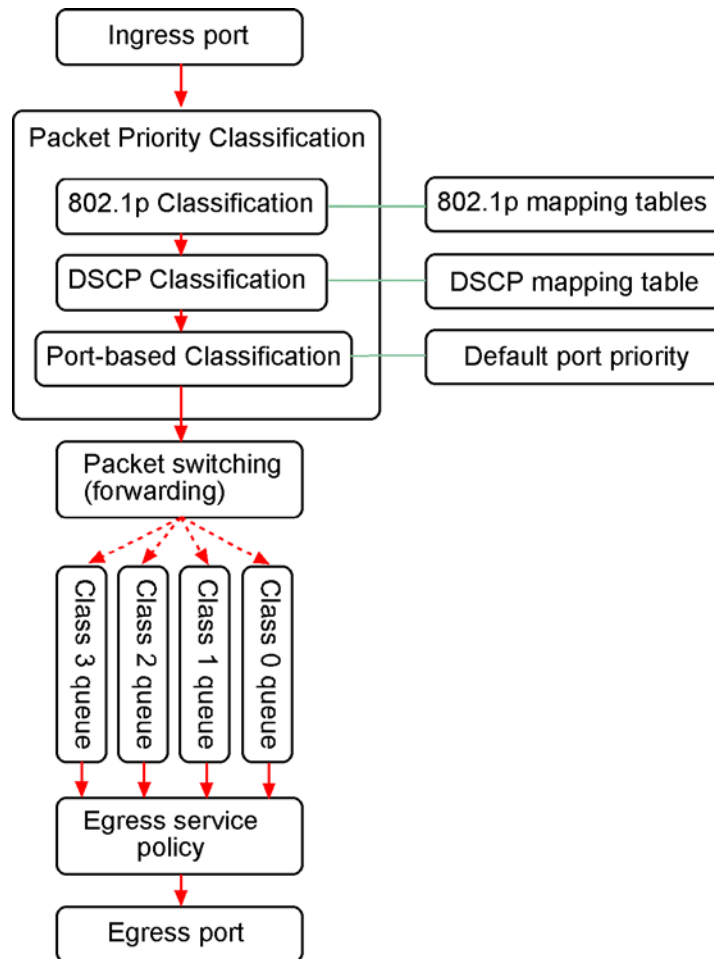 Ingress port
Packet Priority Classification
802.1p Classification
802.1p mapping tables
DSCP Classification
DSCP mapping table
Port-based Classification
Default port priority
Packet switching
(forwarding)
Class 3 queue
Class 2 queue
Class 1 queue
Class 0 queue
Egress service
policy
Egress port